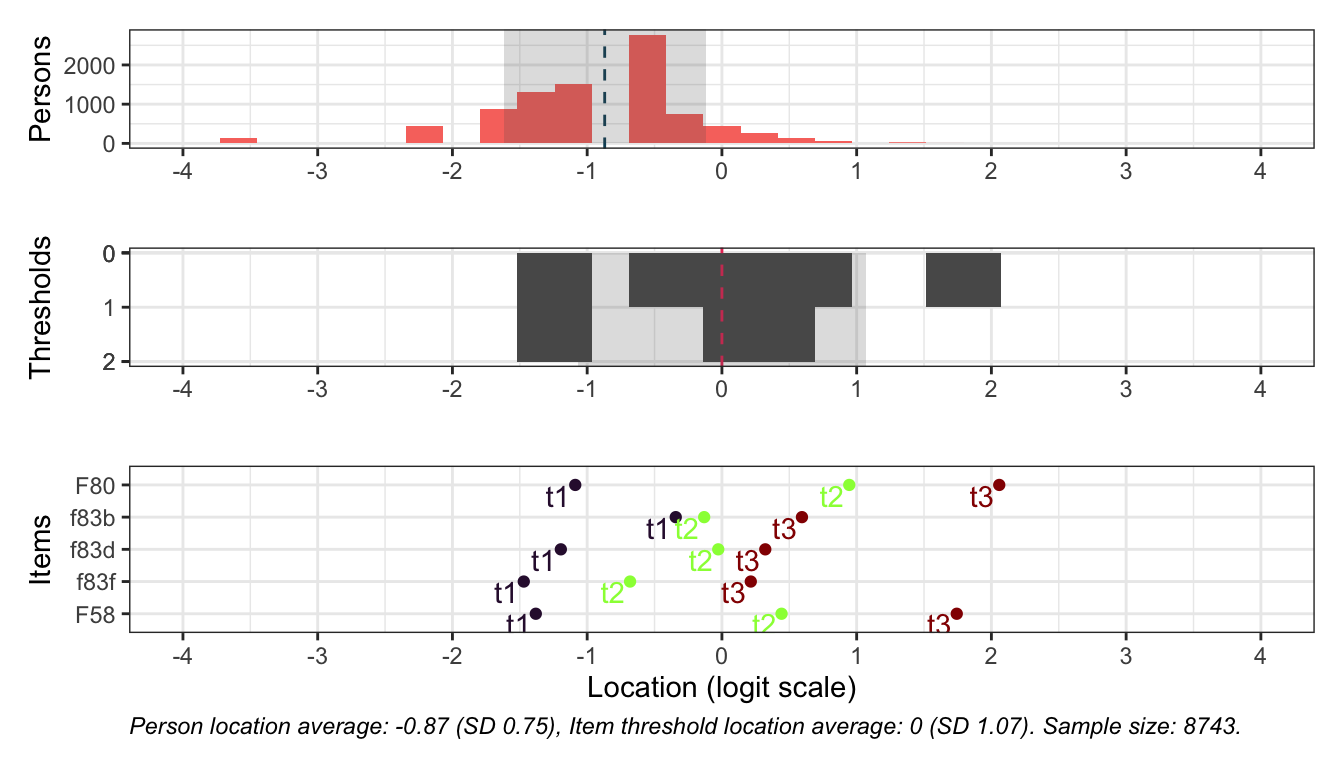 Persons
2000
1000
0
-4 -3 -2 -1 0 1 2 3 4
Thresholds
0
1
2
-4 -3 -2 -1 0 1 2 3 4
Items
F80 t1 t2 t3
f83b t1 t2 t3
f83d t1 t2 t3
f83f t1 t2 t3
F58 t1 t2 t3
-4 -3 -2 -1 0 1 2 3 4
Location (logit scale)
Person location average: -0.87 (SD 0.75), Item threshold location average: 0 (SD 1.07). Sample size: 8743.